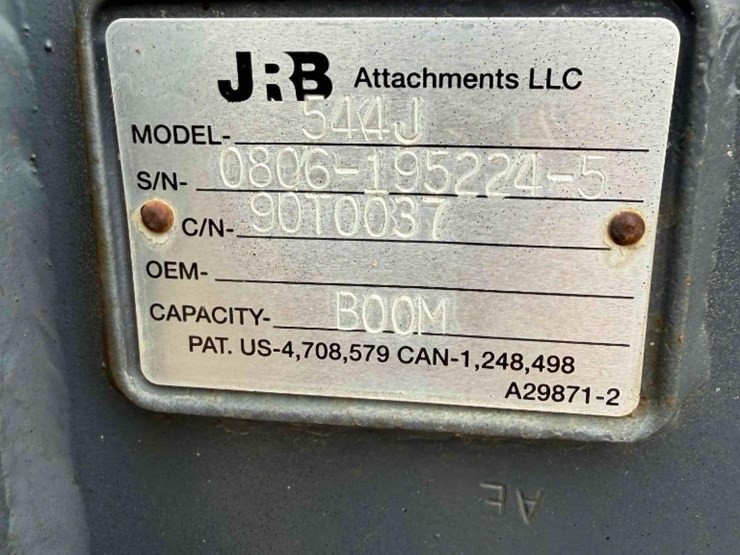 JRB Attachments LLC
MODEL- 544J
S/N- 0806-195224-5
C/N- 90T0037
OEM-
CAPACITY- BOOM
PAT. US-4,708,579 CAN-1,248,498
A29871-2